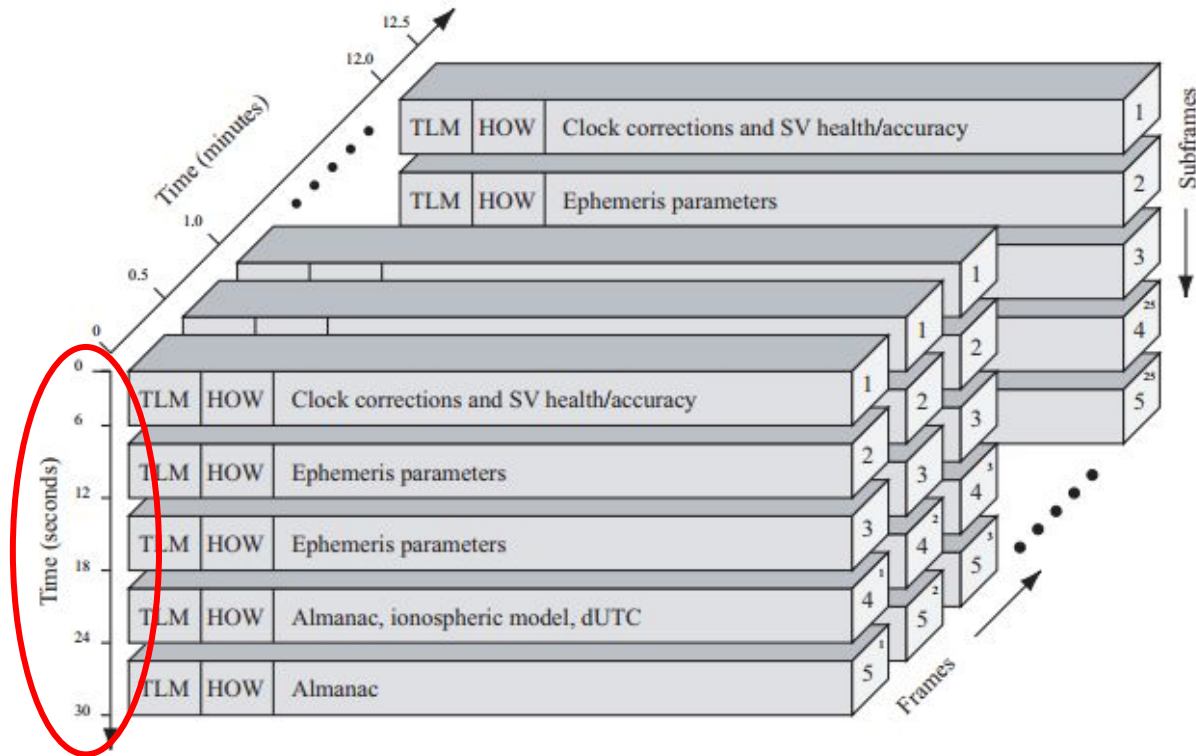 12.5
12.0
Time (minutes)
1.0
0.5
0
Subframes
TLM HOW Clock corrections and SV health/accuracy 1
TLM HOW Ephemeris parameters 2
3
4 25
5 25
1
2
3
4 3
5 3
1
2
3
4 2
5 2
0
TLM HOW Clock corrections and SV health/accuracy 1
6
TLM HOW Ephemeris parameters 2
12
TLM HOW Ephemeris parameters 3
18
TLM HOW Almanac, ionospheric model, dUTC 4 1
24
TLM HOW Almanac 5 1
30
Time (seconds)
Frames